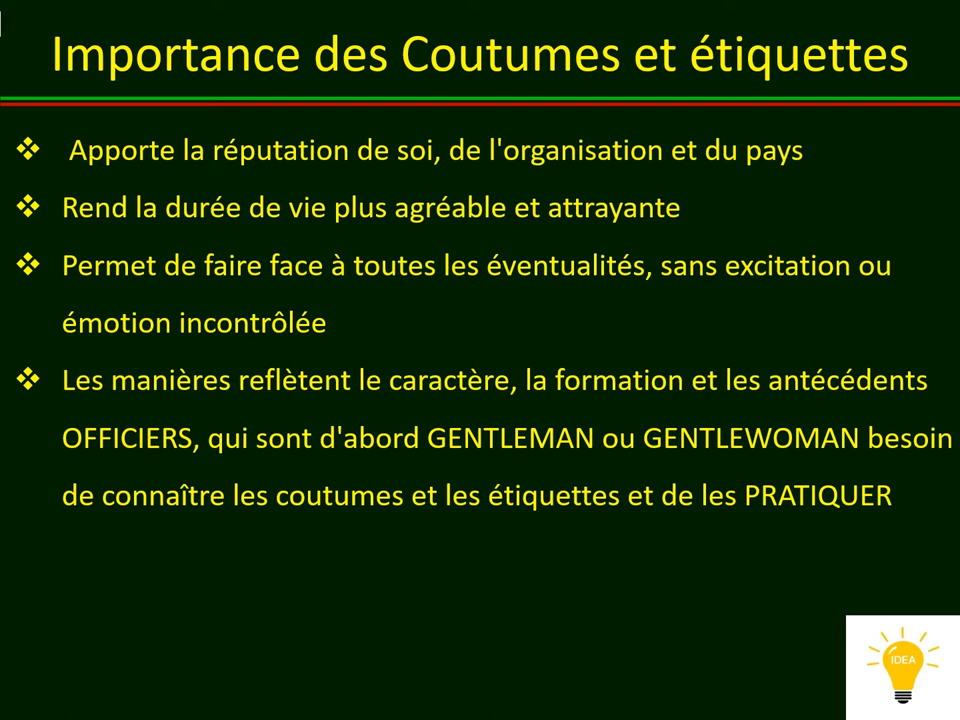 Importance des Coutumes et étiquettes
Apporte la réputation de soi, de l'organisation et du pays
Rend la durée de vie plus agréable et attrayante
Permet de faire face à toutes les éventualités, sans excitation ou
émotion incontrôlée
Les manières reflètent le caractère, la formation et les antécédents
OFFICIERS, qui sont d'abord GENTLEMAN ou GENTLEWOMAN besoin
de connaître les coutumes et les étiquettes et de les PRATIQUER
IDEA